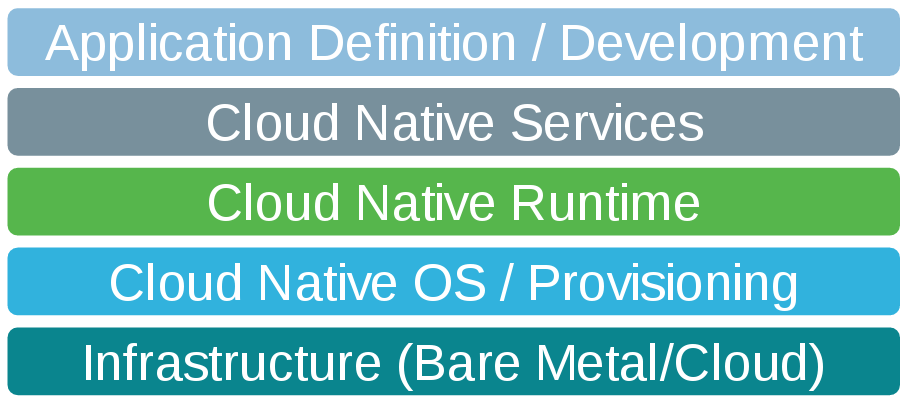 Application Definition / Development
Cloud Native Services
Cloud Native Runtime
Cloud Native OS / Provisioning
Infrastructure (Bare Metal/Cloud)